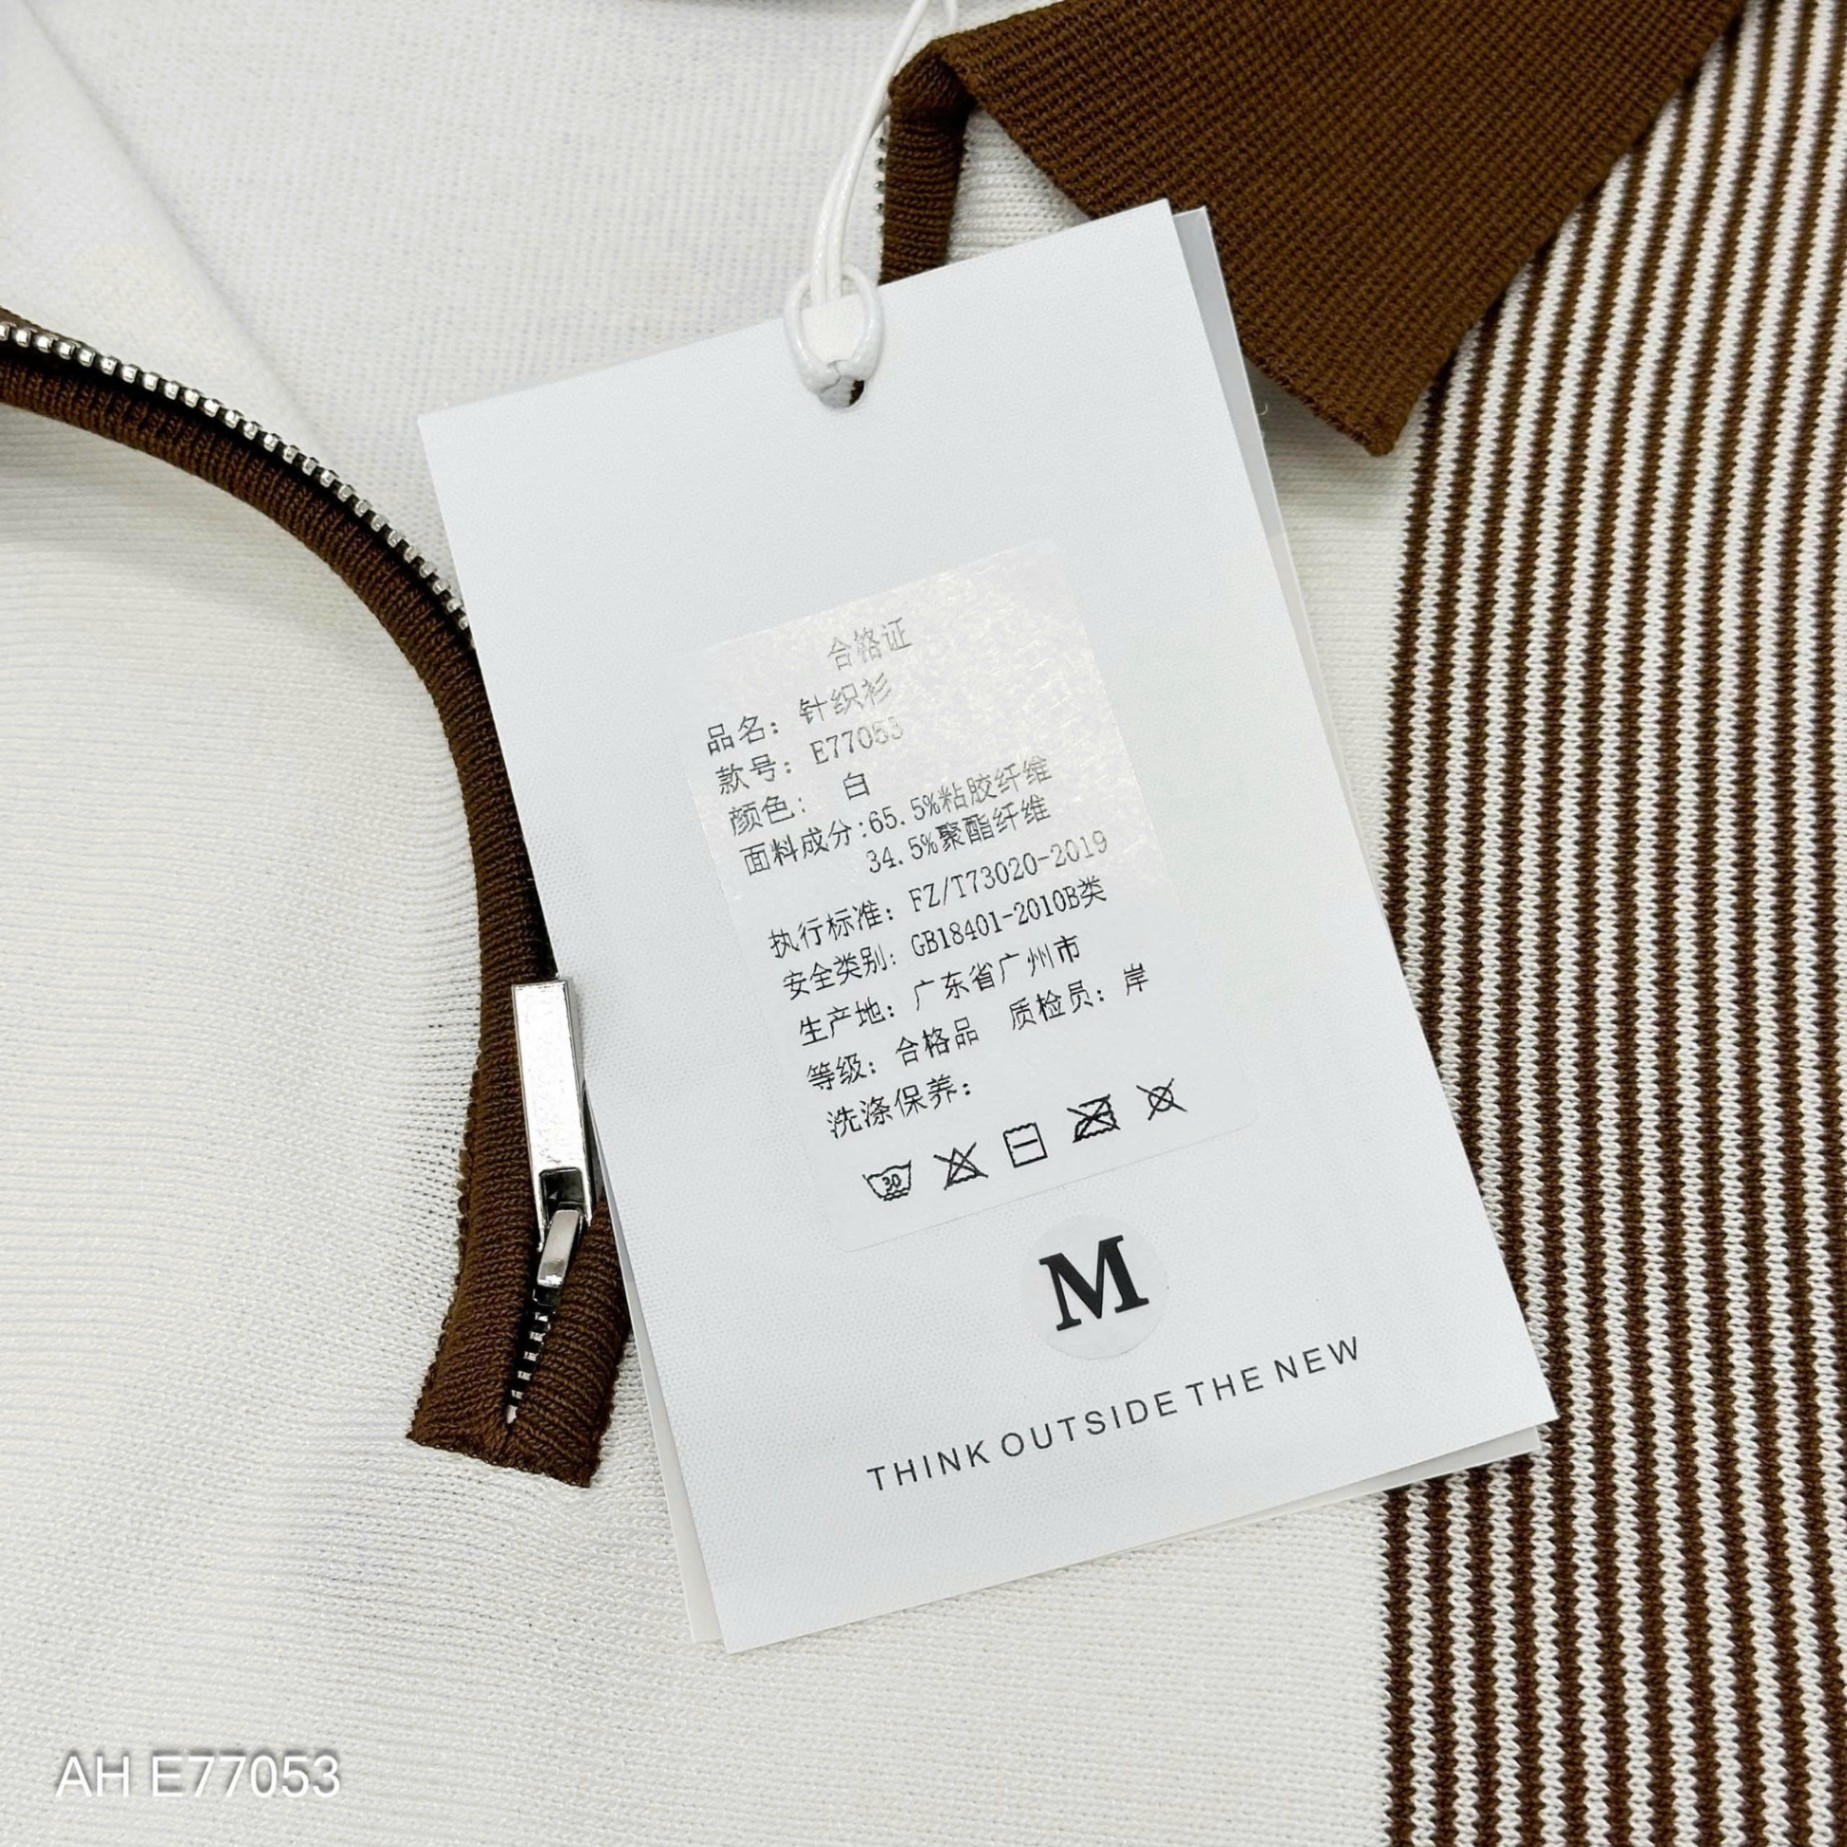 合格证
品名: 针织衫
款号: E77053
颜色: 白
面料成分:65.5%粘胶纤维
34.5%聚酯纤维
执行标准: FZ/T73020-2019
安全类别: GB18401-2010B类
生产地: 广东省广州市
等级: 合格品 质检员: 岸
洗涤保养:
30
M
THINK OUTSIDE THE NEW
AH E77053